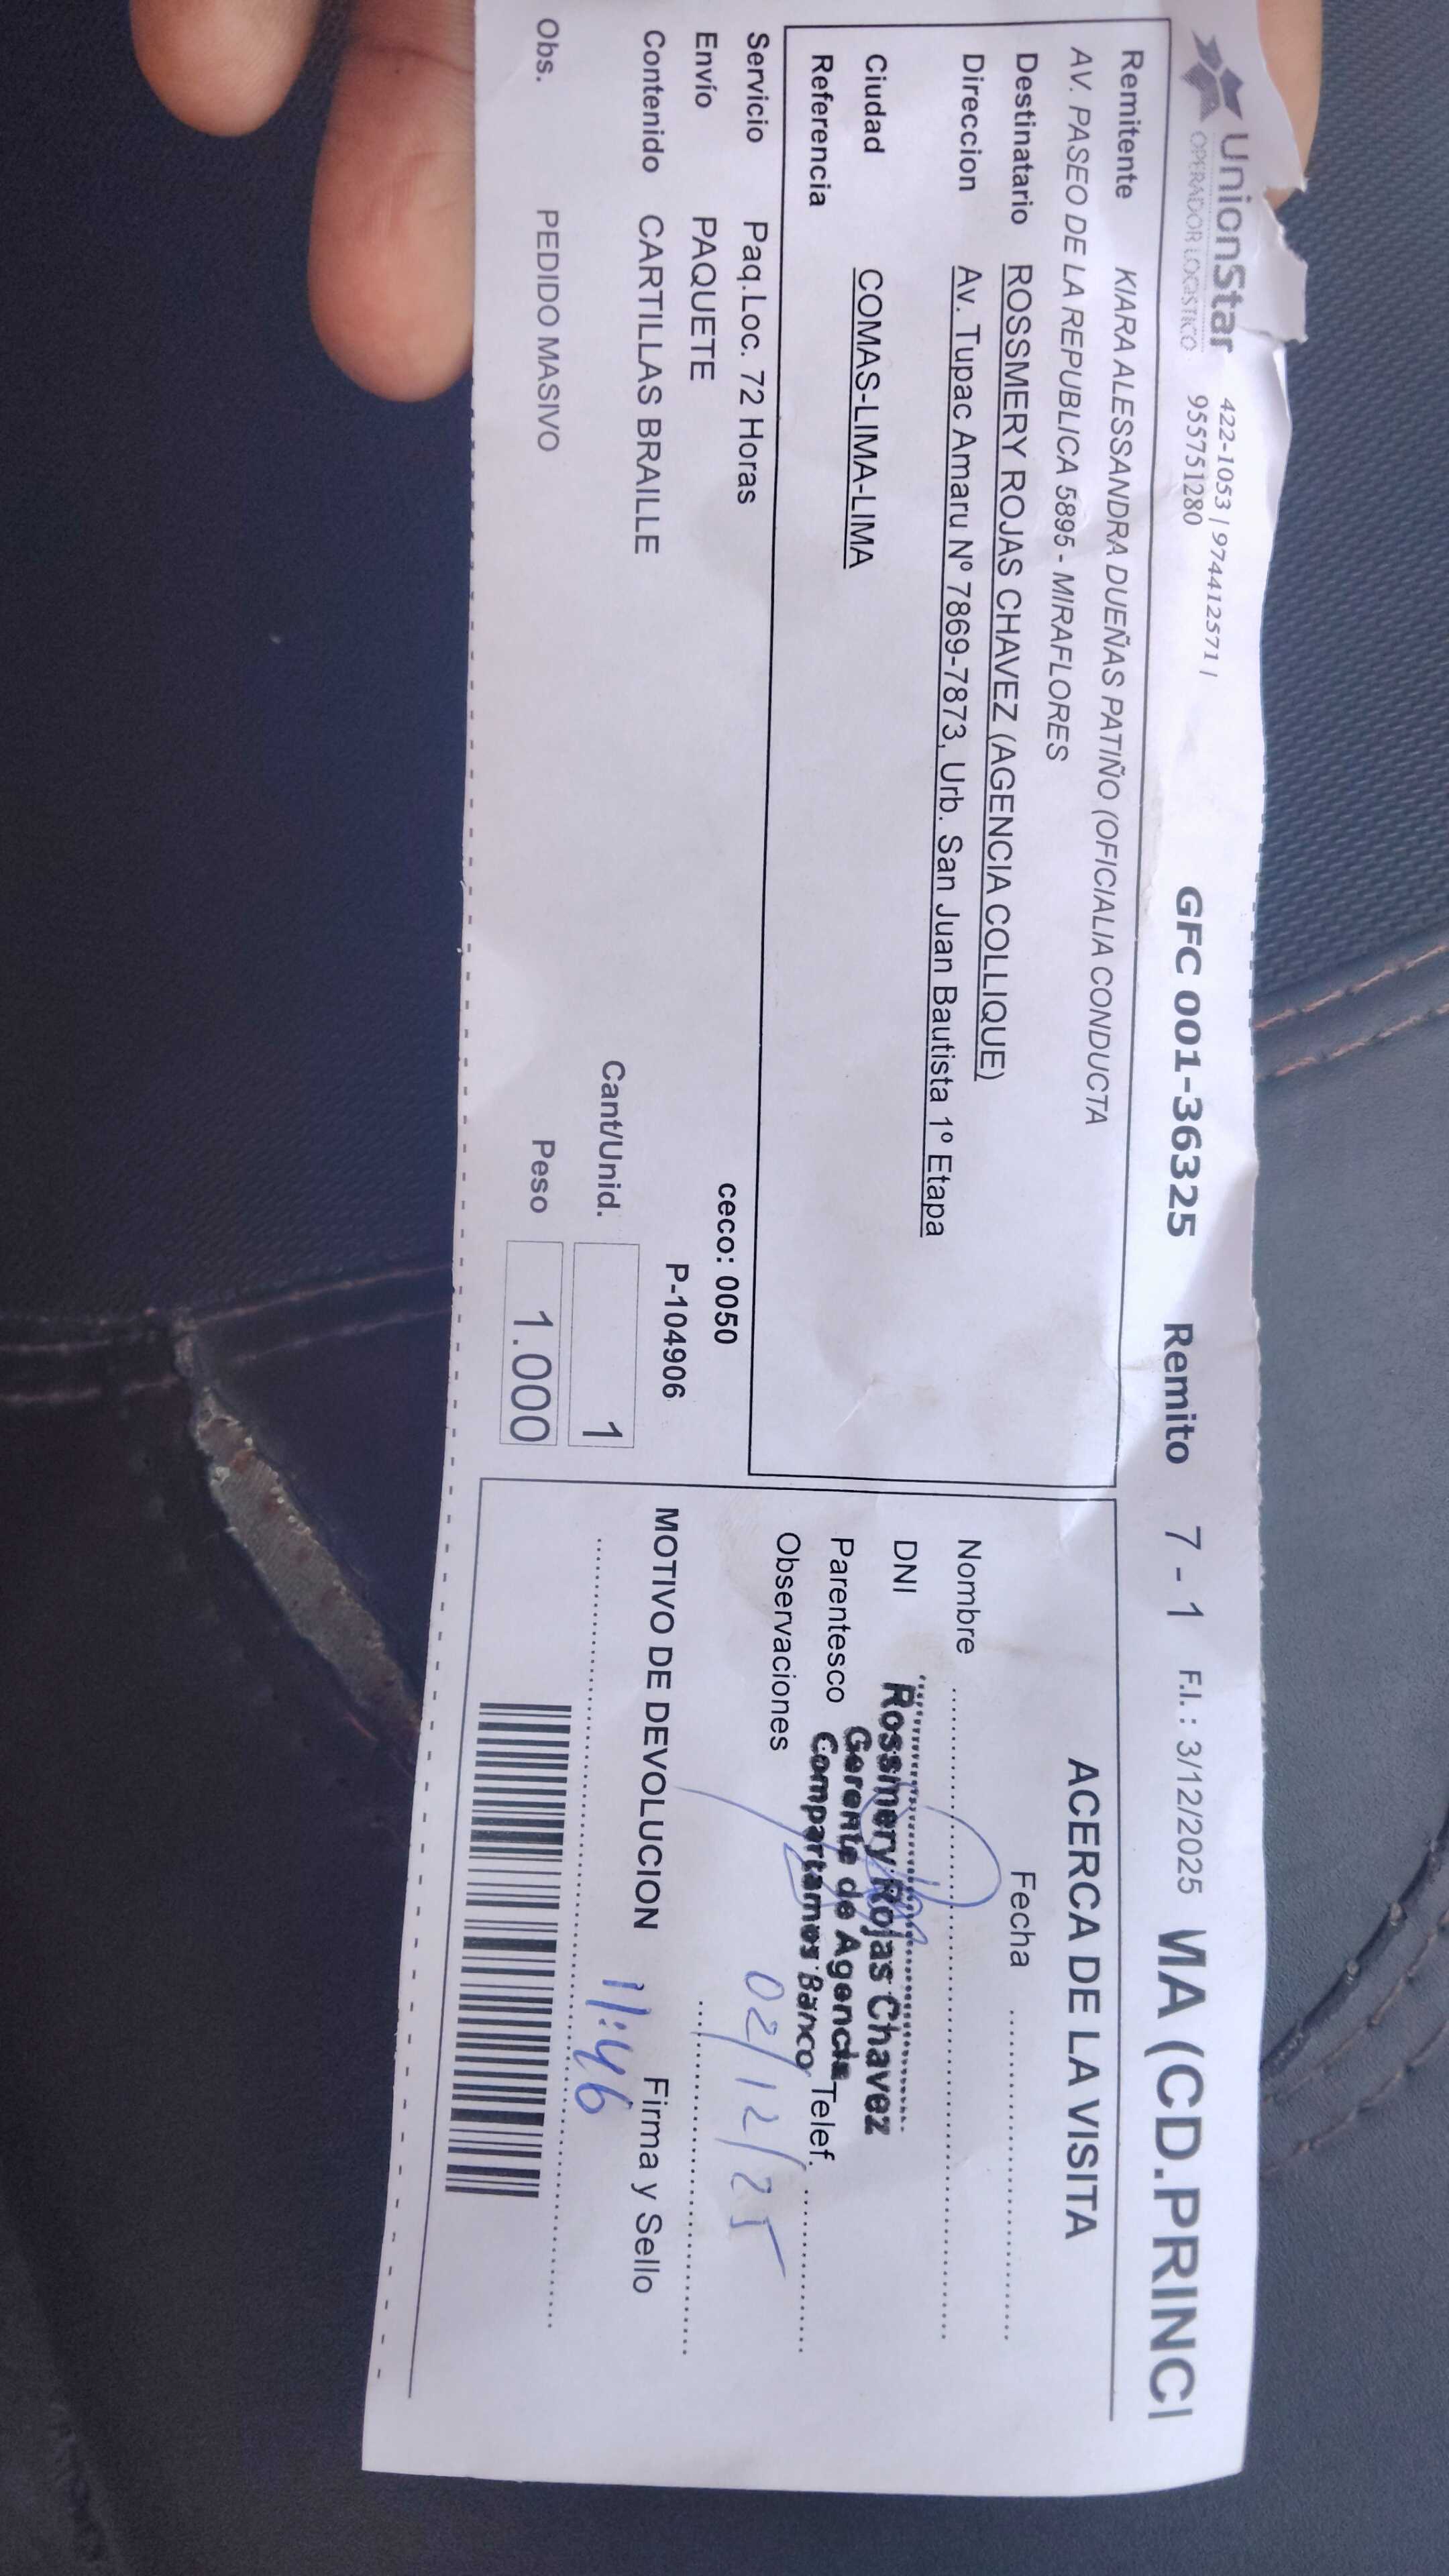 UnionStar
OPERADOR LOGISTICO
422-1053 | 974412571 |
955751280
GFC 001-36325 Remito 7 - 1 F.I. : 3/12/2025 MA (CD.PRINCI
Remitente KIARA ALESSANDRA DUEÑAS PATIÑO (OFICIALIA CONDUCTA
AV. PASEO DE LA REPUBLICA 5895 - MIRAFLORES
Destinatario ROSSMERY ROJAS CHAVEZ (AGENCIA COLLIQUE)
Direccion Av. Tupac Amaru Nº 7869-7873, Urb. San Juan Bautista 1º Etapa
Ciudad COMAS-LIMA-LIMA
Referencia
Servicio Paq.Loc. 72 Horas
ceco: 0050
Envío PAQUETE
P-104906
Contenido CARTILLAS BRAILLE
Cant/Unid. 1
Obs. PEDIDO MASIVO
Peso 1.000
ACERCA DE LA VISITA
Fecha
Nombre
DNI
Rossmery Rojas Chavez
Gerente de Agencia
Compartamos Banco
Parentesco
Telef.
Observaciones
02/12/25
MOTIVO DE DEVOLUCION
Firma y Sello
11:46